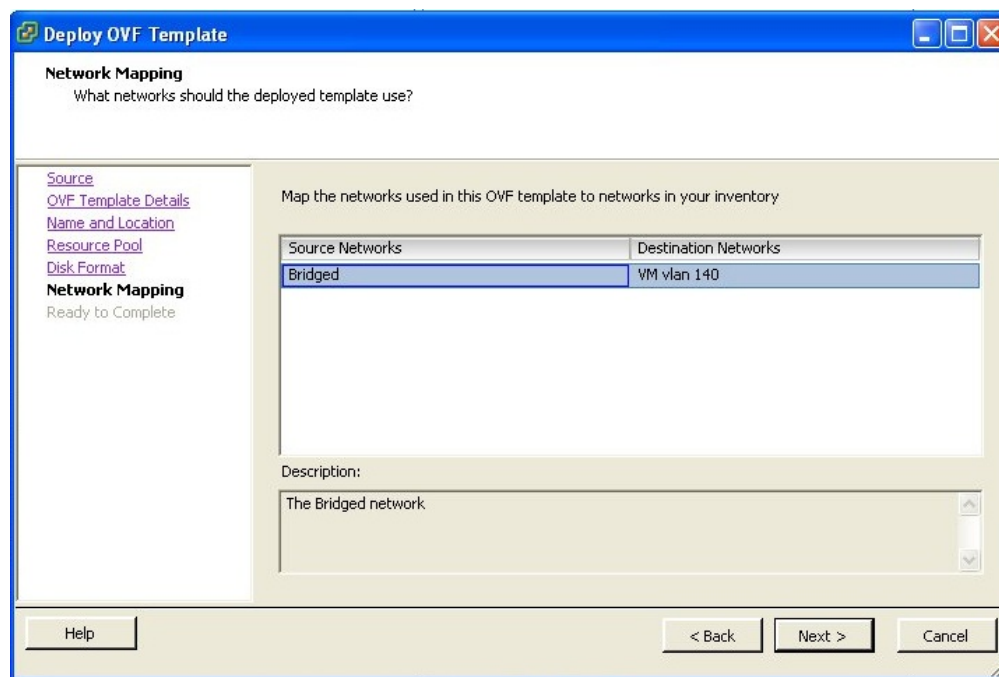 Deploy OVF Template
Network Mapping
What networks should the deployed template use?
Source
OVF Template Details
Name and Location
Resource Pool
Disk Format
Network Mapping
Ready to Complete
Map the networks used in this OVF template to networks in your inventory
Source Networks Destination Networks
Bridged VM vlan 140
Description:
The Bridged network
Help < Back Next > Cancel